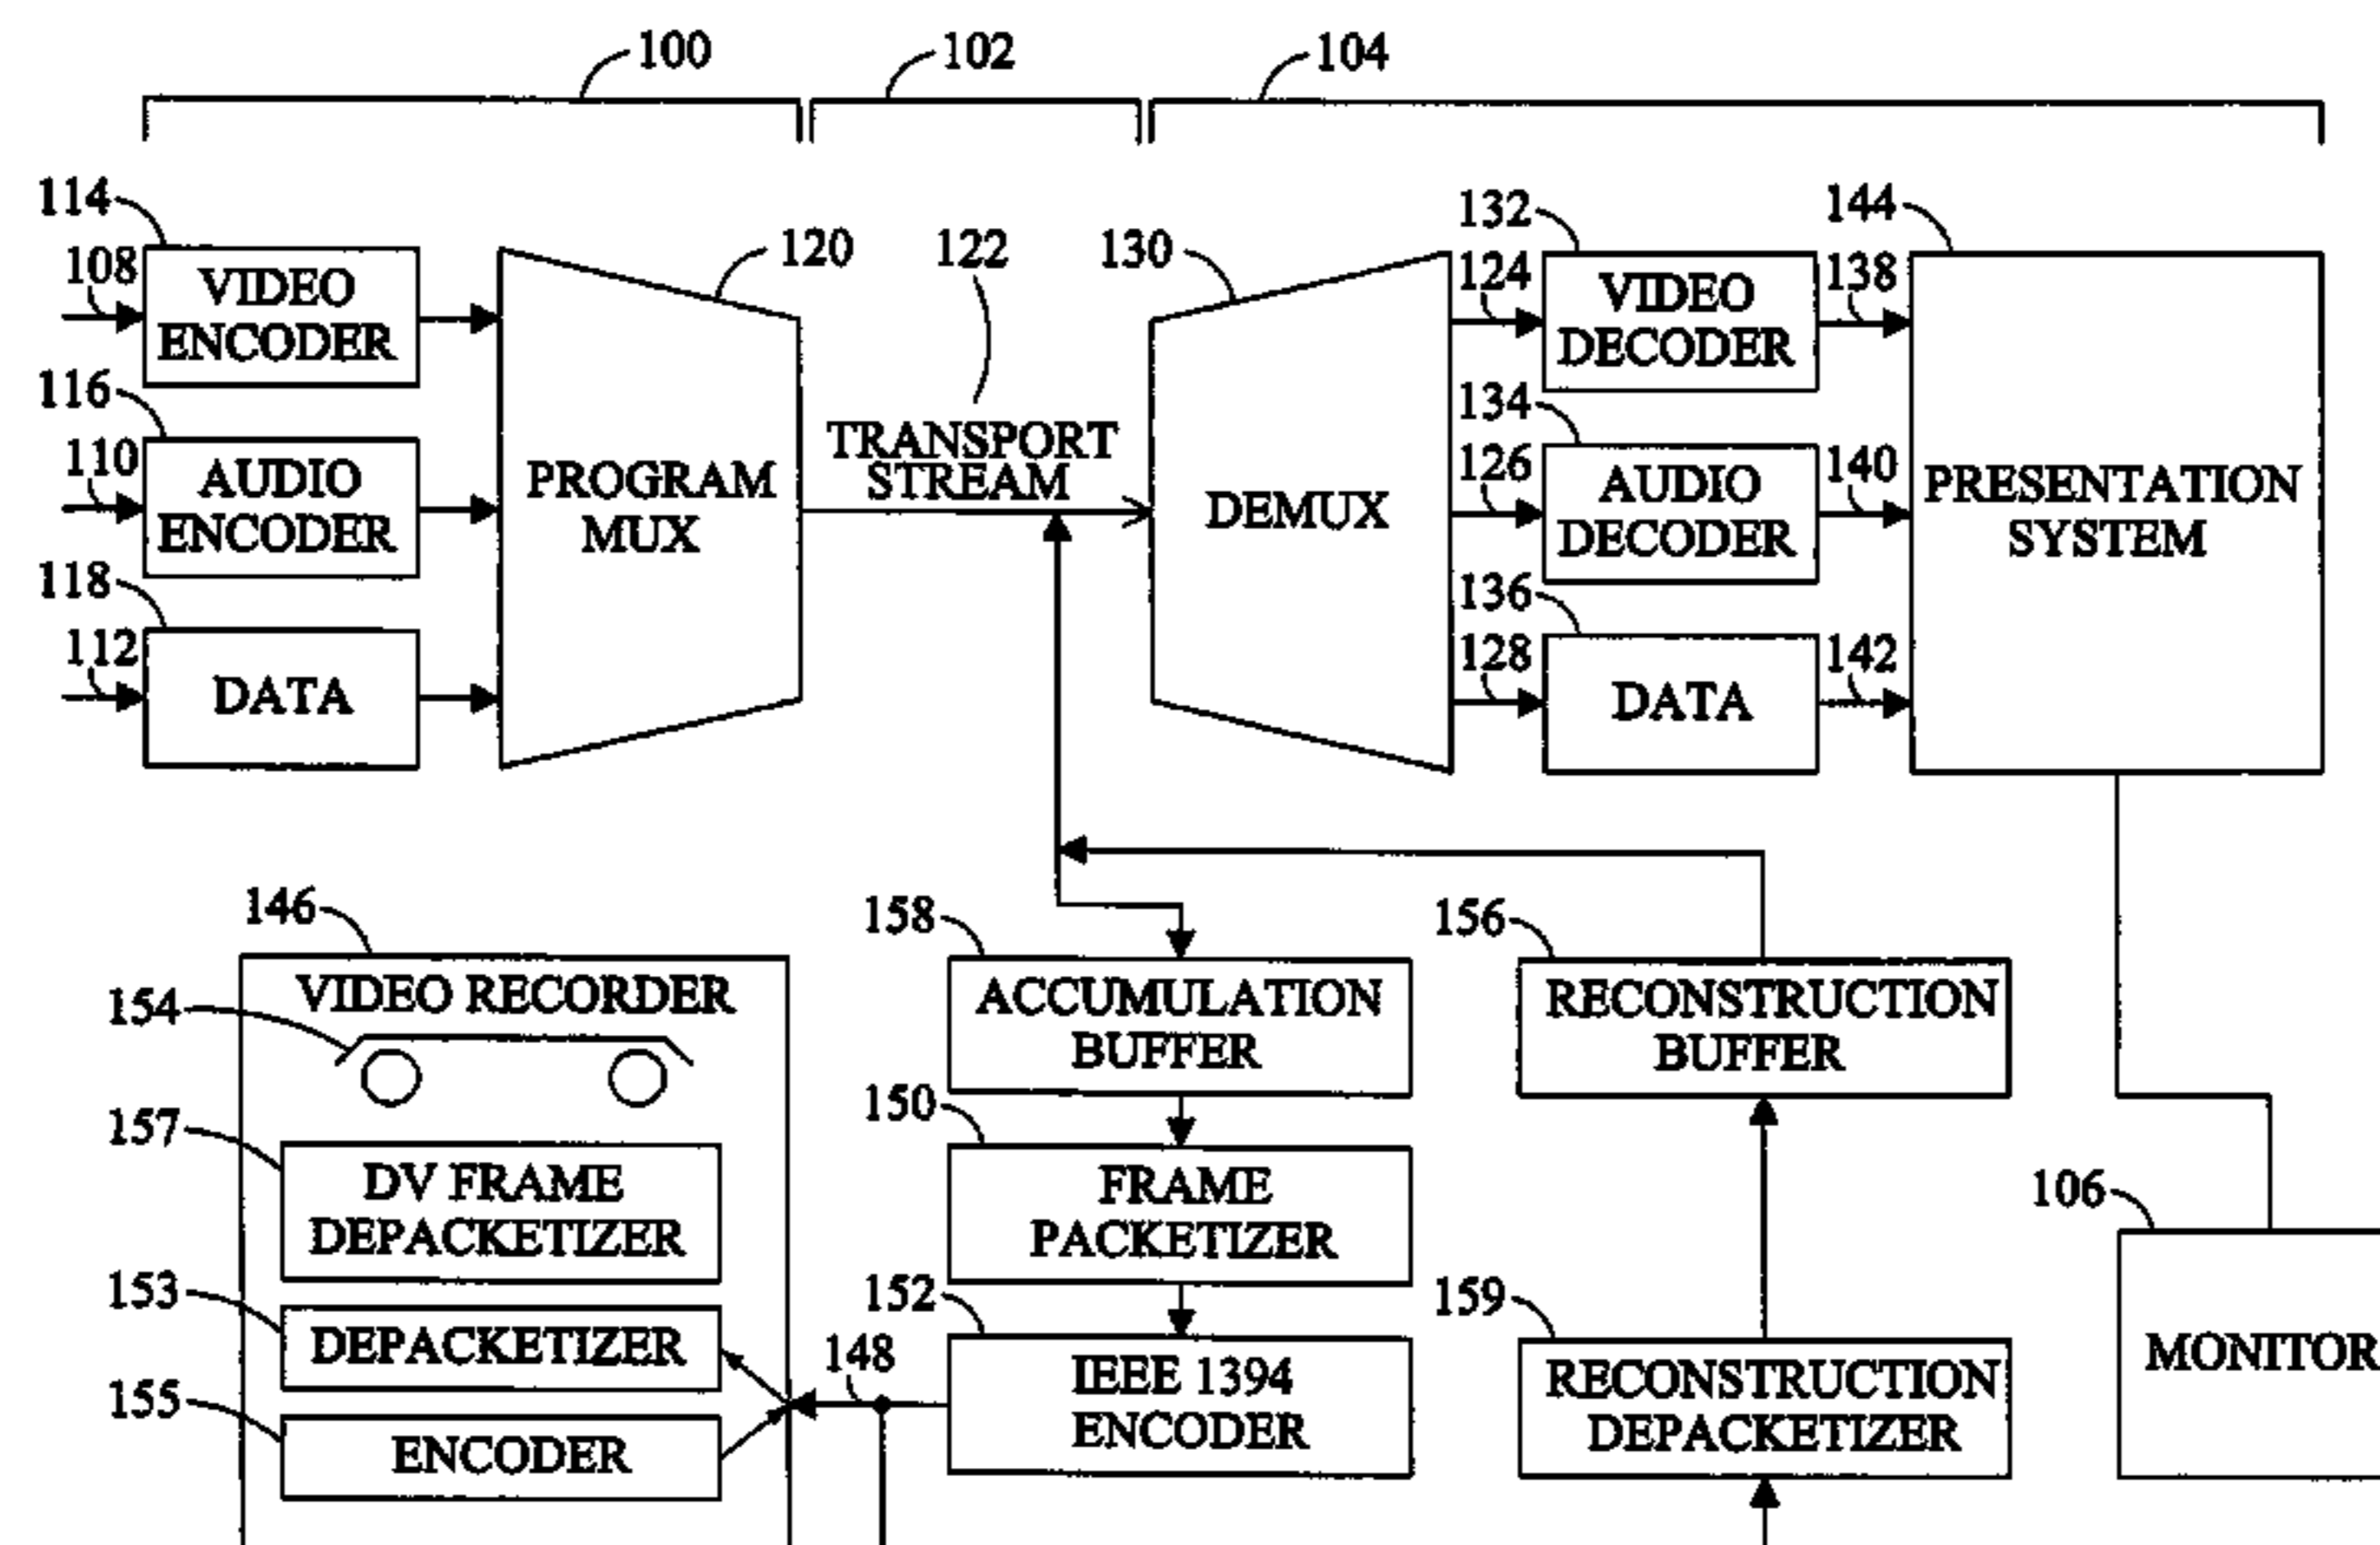 100
102
104
114
108
VIDEO
ENCODER
116
110
AUDIO
ENCODER
118
112
DATA
120
PROGRAM
MUX
122
TRANSPORT
STREAM
130
DEMUX
132
124
VIDEO
DECODER
134
126
AUDIO
DECODER
136
128
DATA
144
138
140
142
PRESENTATION
SYSTEM
146
VIDEO RECORDER
154
157
DV FRAME
DEPACKETIZER
153
DEPACKETIZER
155
ENCODER
148
158
ACCUMULATION
BUFFER
150
FRAME
PACKETIZER
152
IEEE 1394
ENCODER
156
RECONSTRUCTION
BUFFER
159
RECONSTRUCTION
DEPACKETIZER
106
MONITOR